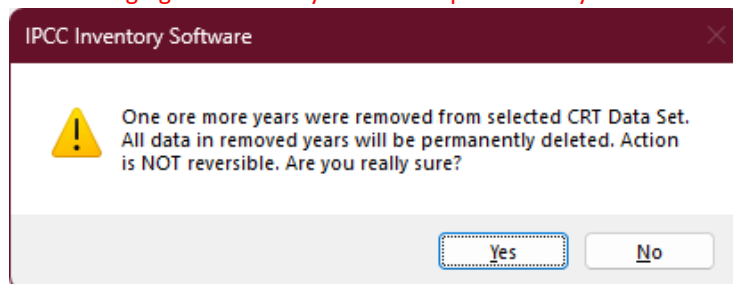 IPCC Inventory Software
One ore more years were removed from selected CRT Data Set.
All data in removed years will be permanently deleted. Action
is NOT reversible. Are you really sure?
Yes
No